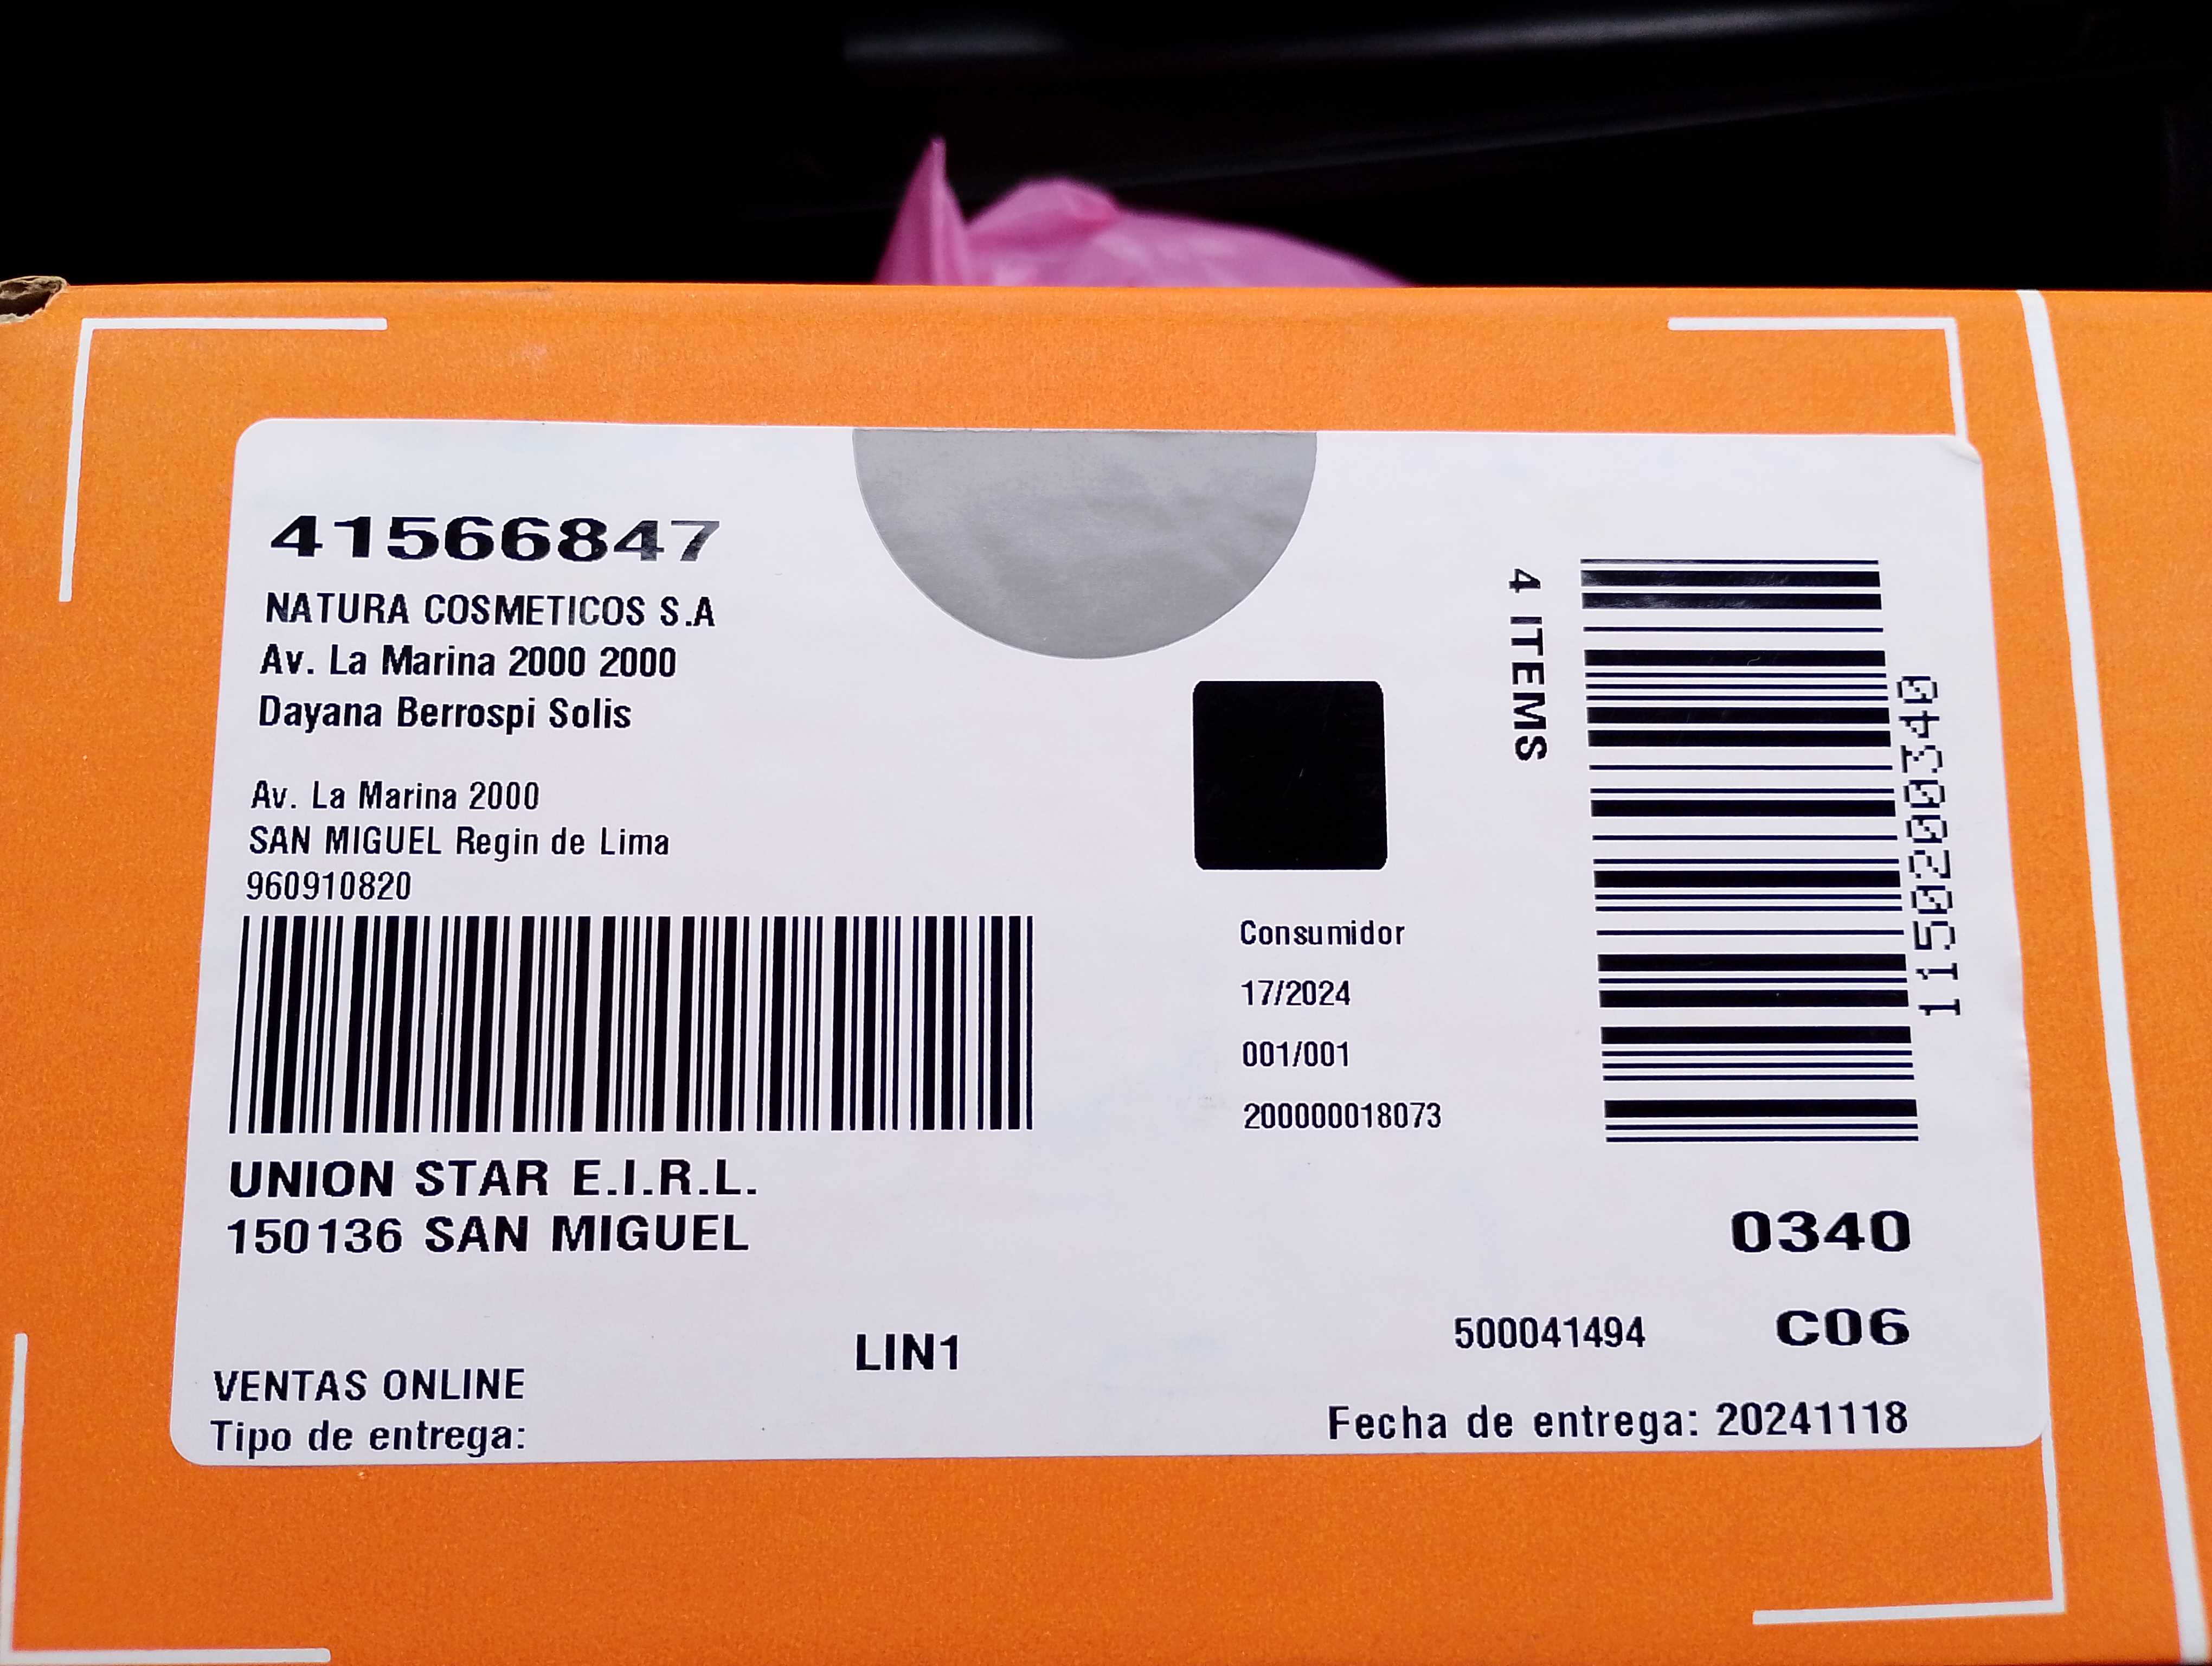 41566847
NATURA COSMETICOS S.A
Av. La Marina 2000 2000
Dayana Berrospi Solis
Av. La Marina 2000
SAN MIGUEL Regin de Lima
960910820
UNION STAR E.I.R.L.
150136 SAN MIGUEL
VENTAS ONLINE
Tipo de entrega:
LIN1
Consumidor
17/2024
001/001
200000018073
4 ITEMS
11502000340
0340
500041494 C06
Fecha de entrega: 20241118